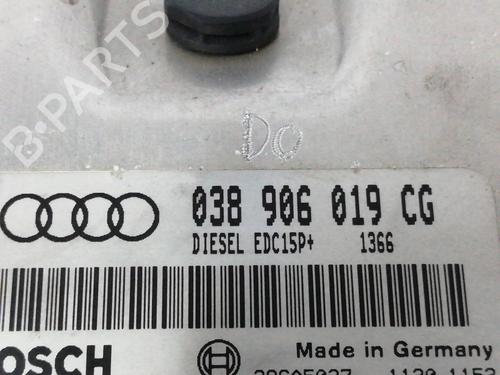 B-PARTS
DO
038 906 019 CG
DIESEL EDC15P+ 1366
BOSCH
Made in Germany